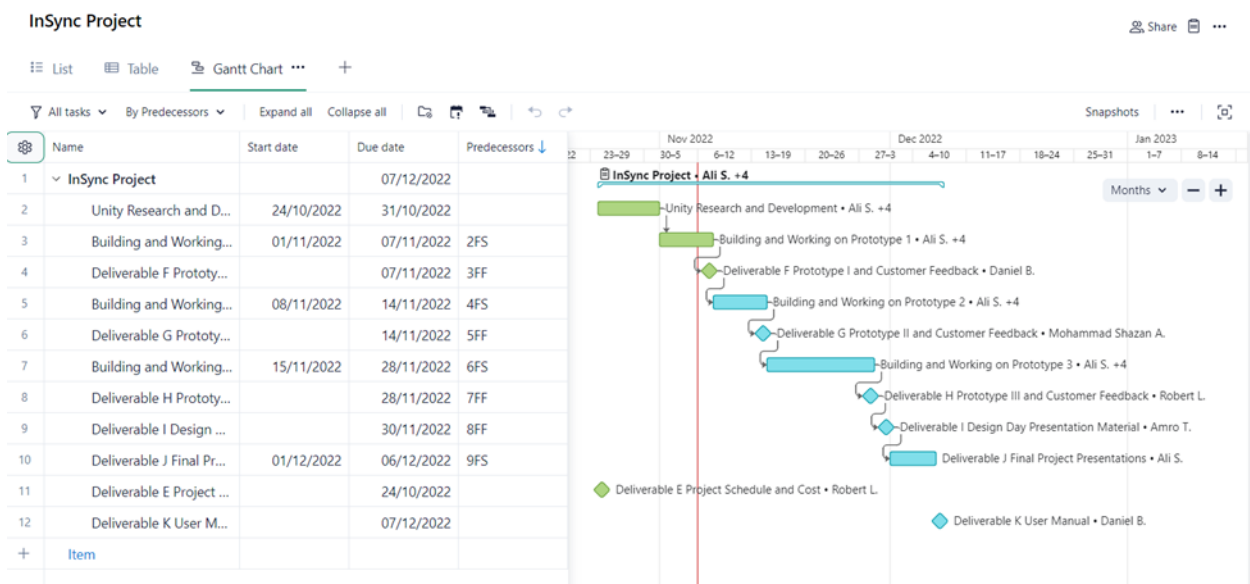 InSync Project
Share
List Table Gantt Chart
All tasks By Predecessors Expand all Collapse all Snapshots
Name Start date Due date Predecessors
Nov 2022 Dec 2022 Jan 2023
22 23–29 30–5 6–12 13–19 20–26 27–3 4–10 11–17 18–24 25–31 1–7 8–14
Months
1 InSync Project 07/12/2022 InSync Project • Ali S. +4
2 Unity Research and D... 24/10/2022 31/10/2022 Unity Research and Development • Ali S. +4
3 Building and Working... 01/11/2022 07/11/2022 2FS Building and Working on Prototype 1 • Ali S. +4
4 Deliverable F Prototy... 07/11/2022 3FF Deliverable F Prototype I and Customer Feedback • Daniel B.
5 Building and Working... 08/11/2022 14/11/2022 4FS Building and Working on Prototype 2 • Ali S. +4
6 Deliverable G Prototy... 14/11/2022 5FF Deliverable G Prototype II and Customer Feedback • Mohammad Shazan A.
7 Building and Working... 15/11/2022 28/11/2022 6FS Building and Working on Prototype 3 • Ali S. +4
8 Deliverable H Prototy... 28/11/2022 7FF Deliverable H Prototype III and Customer Feedback • Robert L.
9 Deliverable I Design ... 30/11/2022 8FF Deliverable I Design Day Presentation Material • Amro T.
10 Deliverable J Final Pr... 01/12/2022 06/12/2022 9FS Deliverable J Final Project Presentations • Ali S.
11 Deliverable E Project ... 24/10/2022 Deliverable E Project Schedule and Cost • Robert L.
12 Deliverable K User M... 07/12/2022 Deliverable K User Manual • Daniel B.
Item